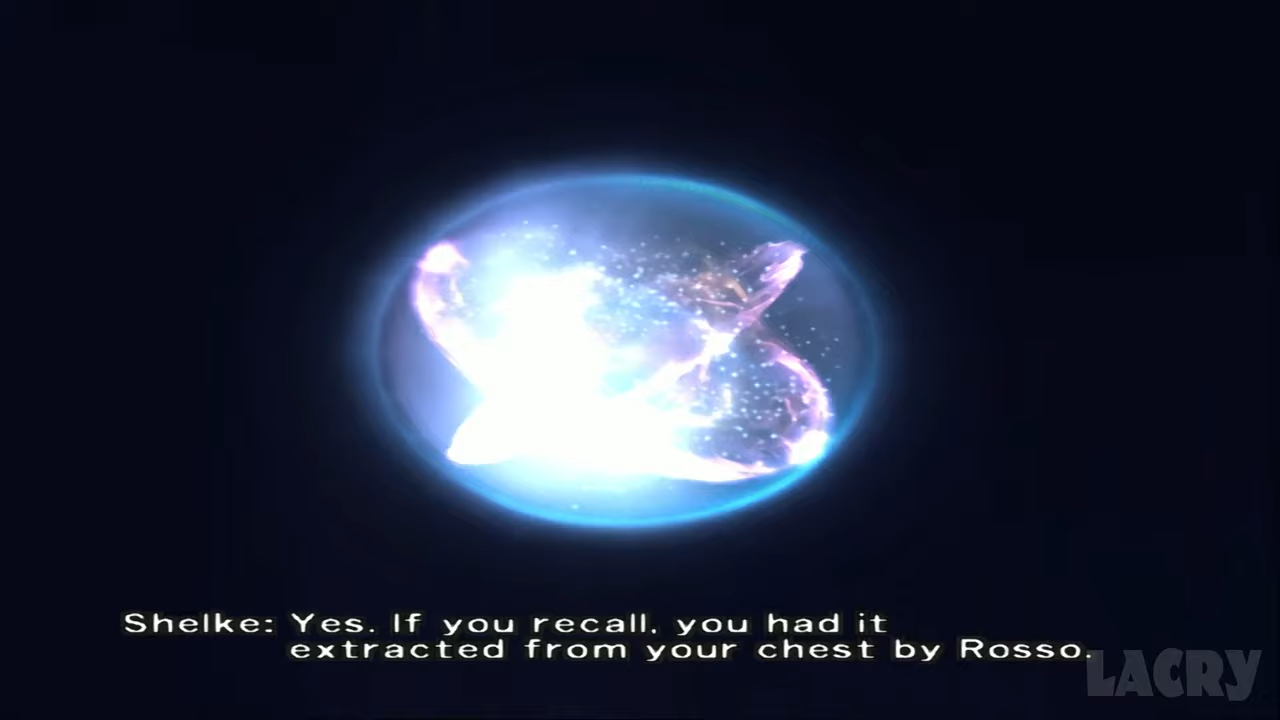 Shelke: Yes. If you recall, you had it
extracted from your chest by Rosso.
LACRY